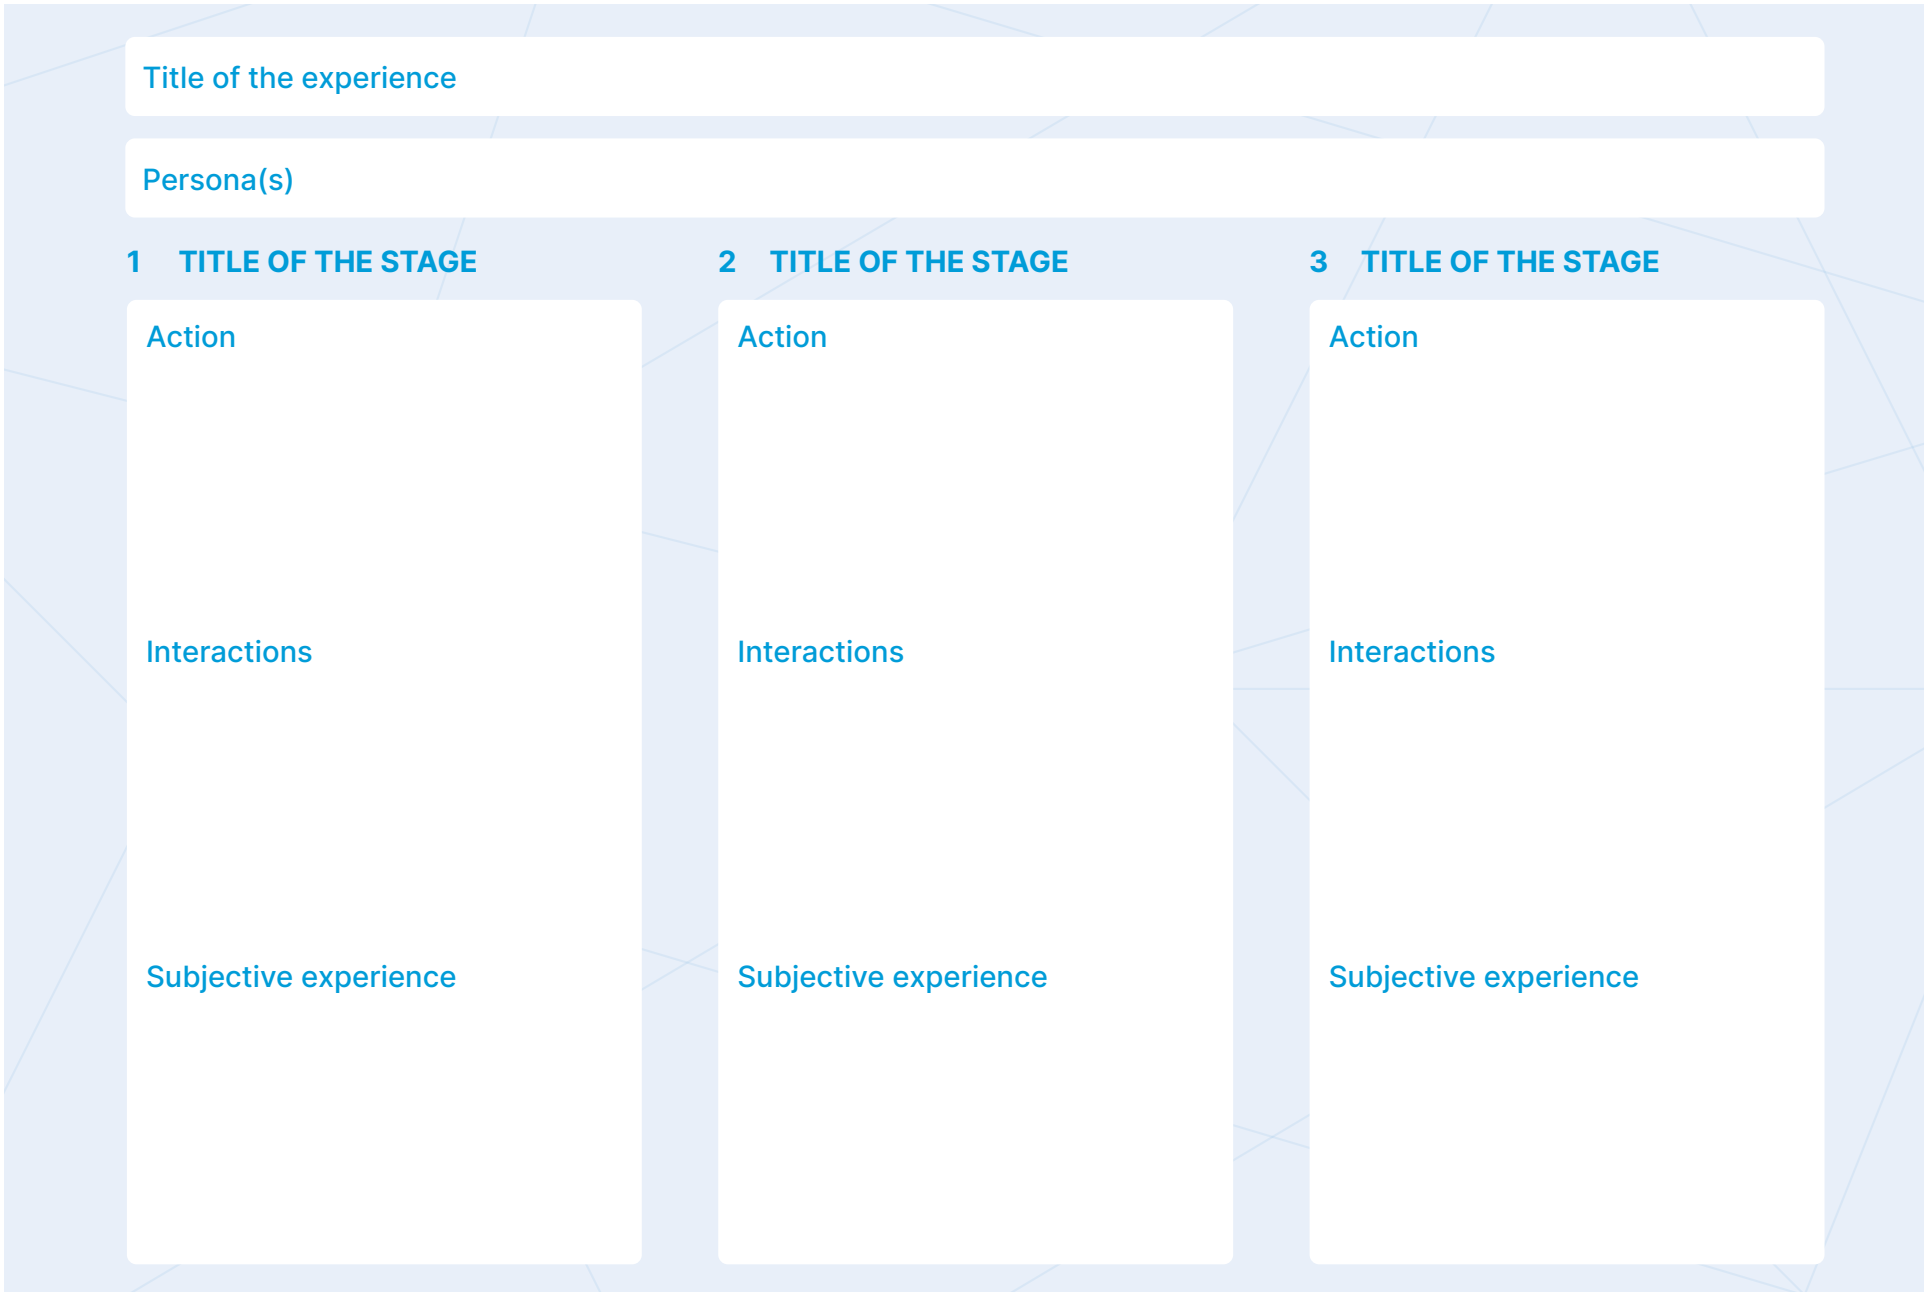 Title of the experience
Persona(s)
1 TITLE OF THE STAGE
Action
Interactions
Subjective experience
2 TITLE OF THE STAGE
Action
Interactions
Subjective experience
3 TITLE OF THE STAGE
Action
Interactions
Subjective experience